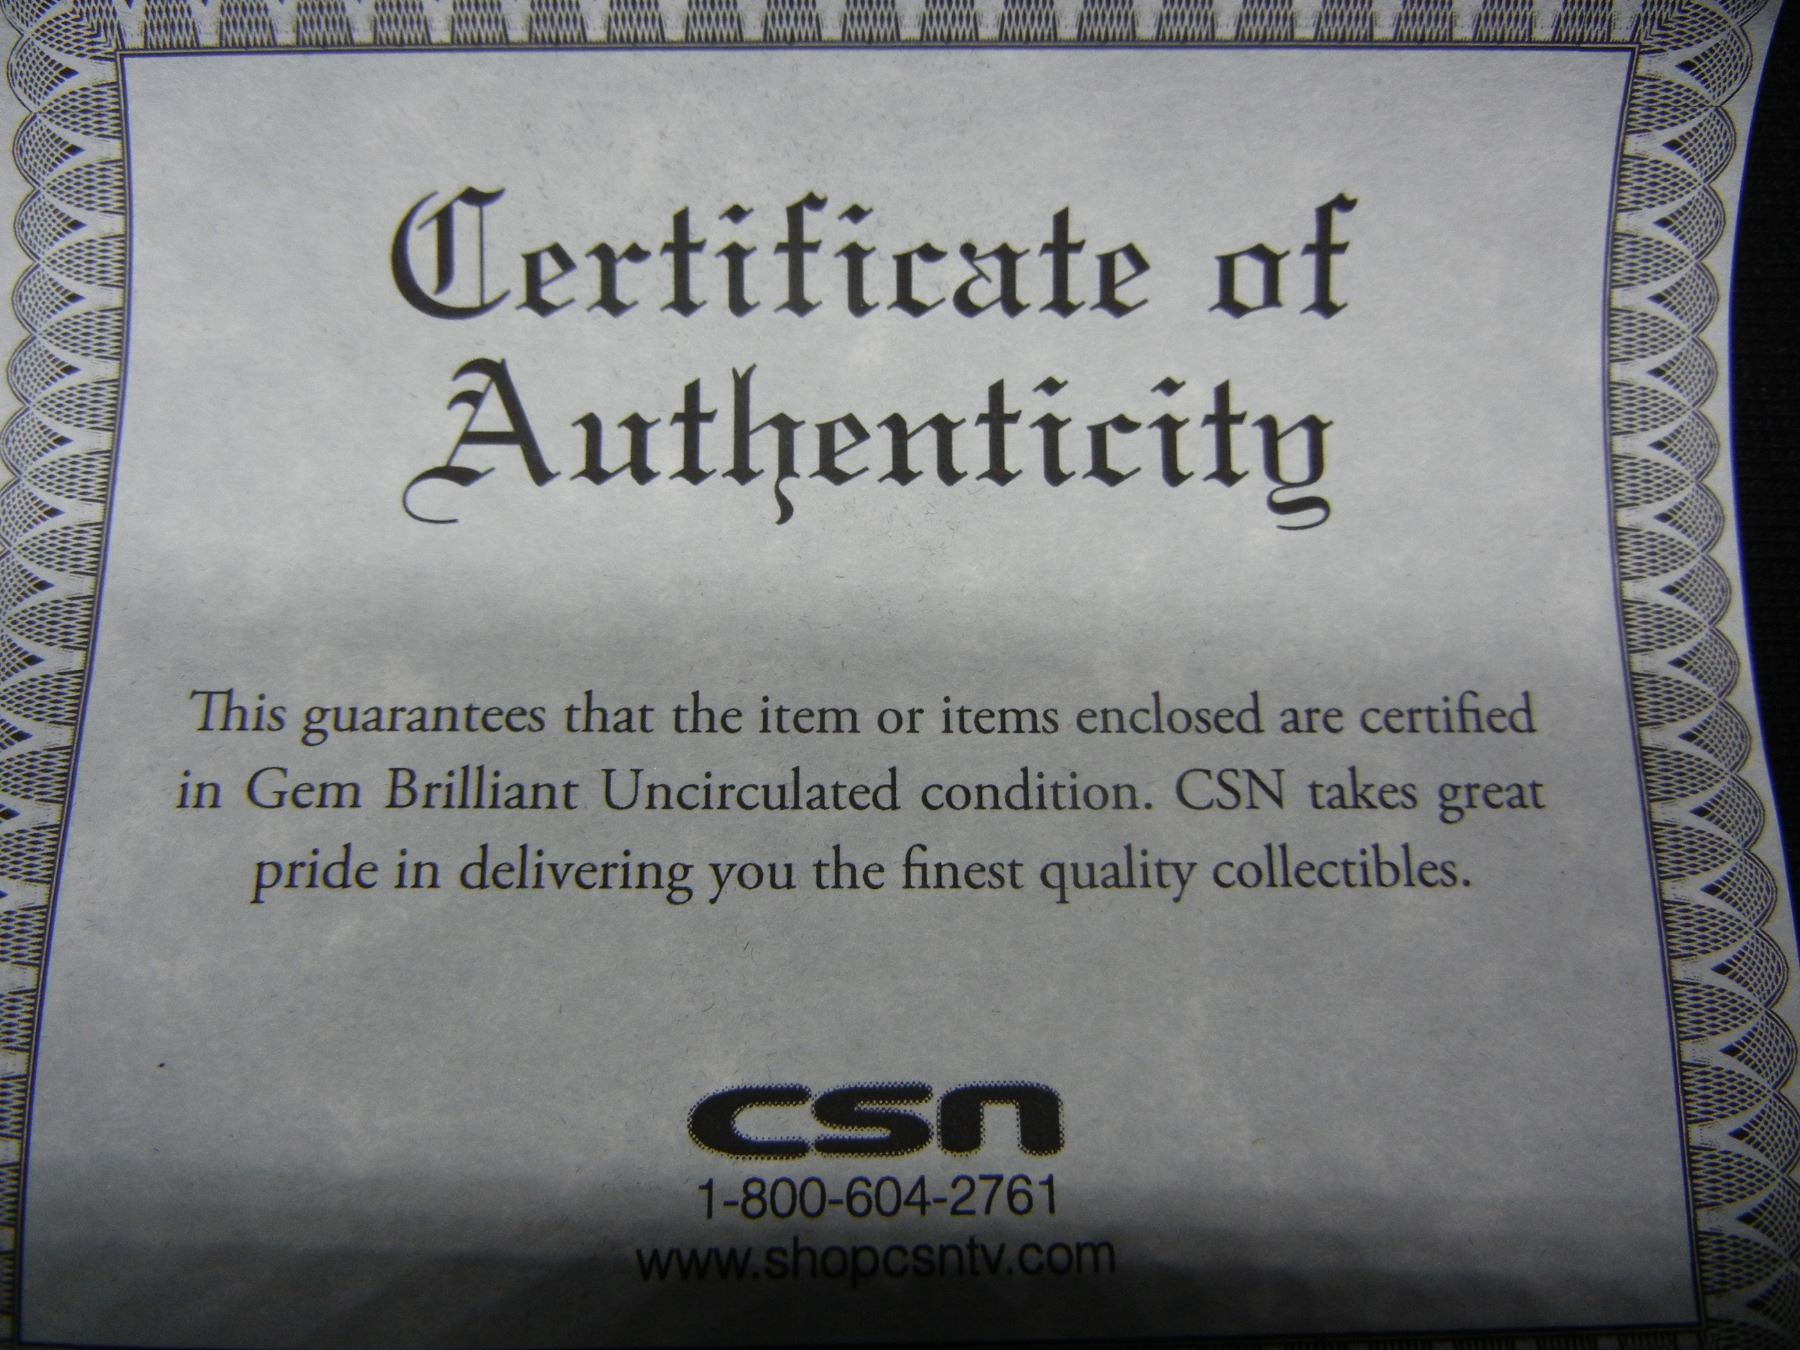 Certificate of
Authenticity
This guarantees that the item or items enclosed are certified
in Gem Brilliant Uncirculated condition. CSN takes great
pride in delivering you the finest quality collectibles.
csn
1-800-604-2761
www.shopcsntv.com